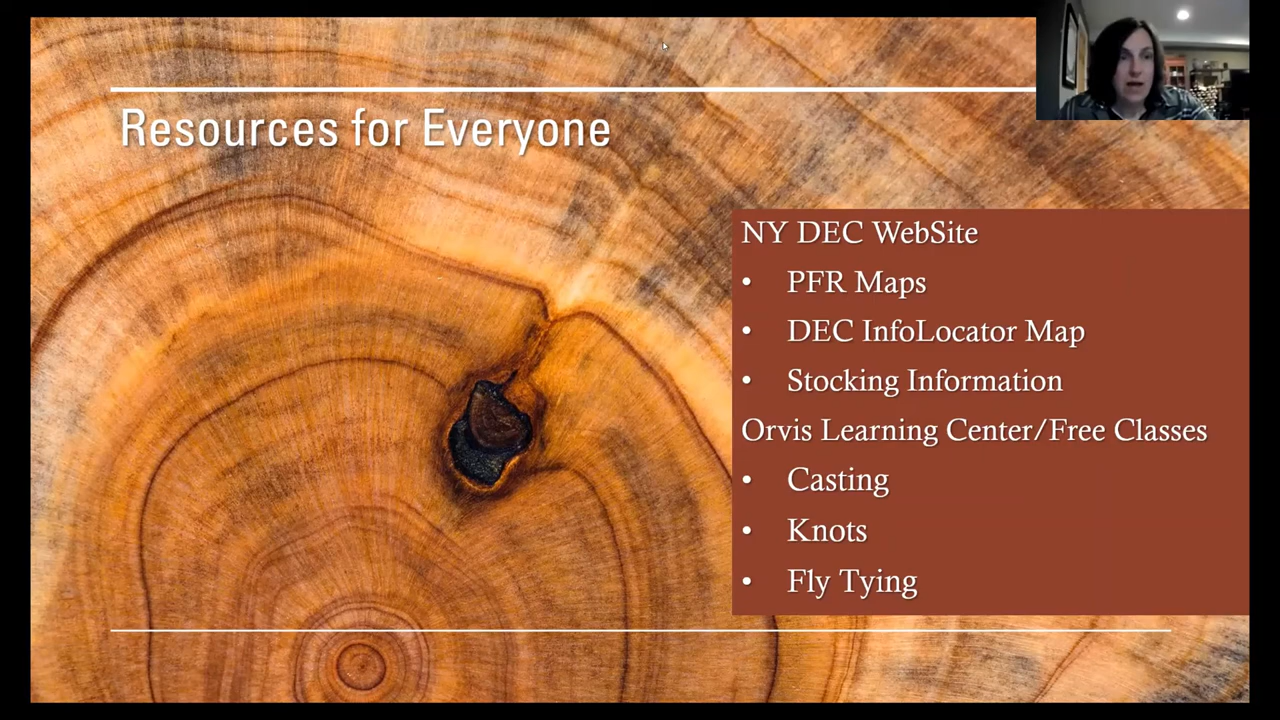 Resources for Everyone
NY DEC WebSite
• PFR Maps
• DEC InfoLocator Map
• Stocking Information
Orvis Learning Center/Free Classes
• Casting
• Knots
• Fly Tying